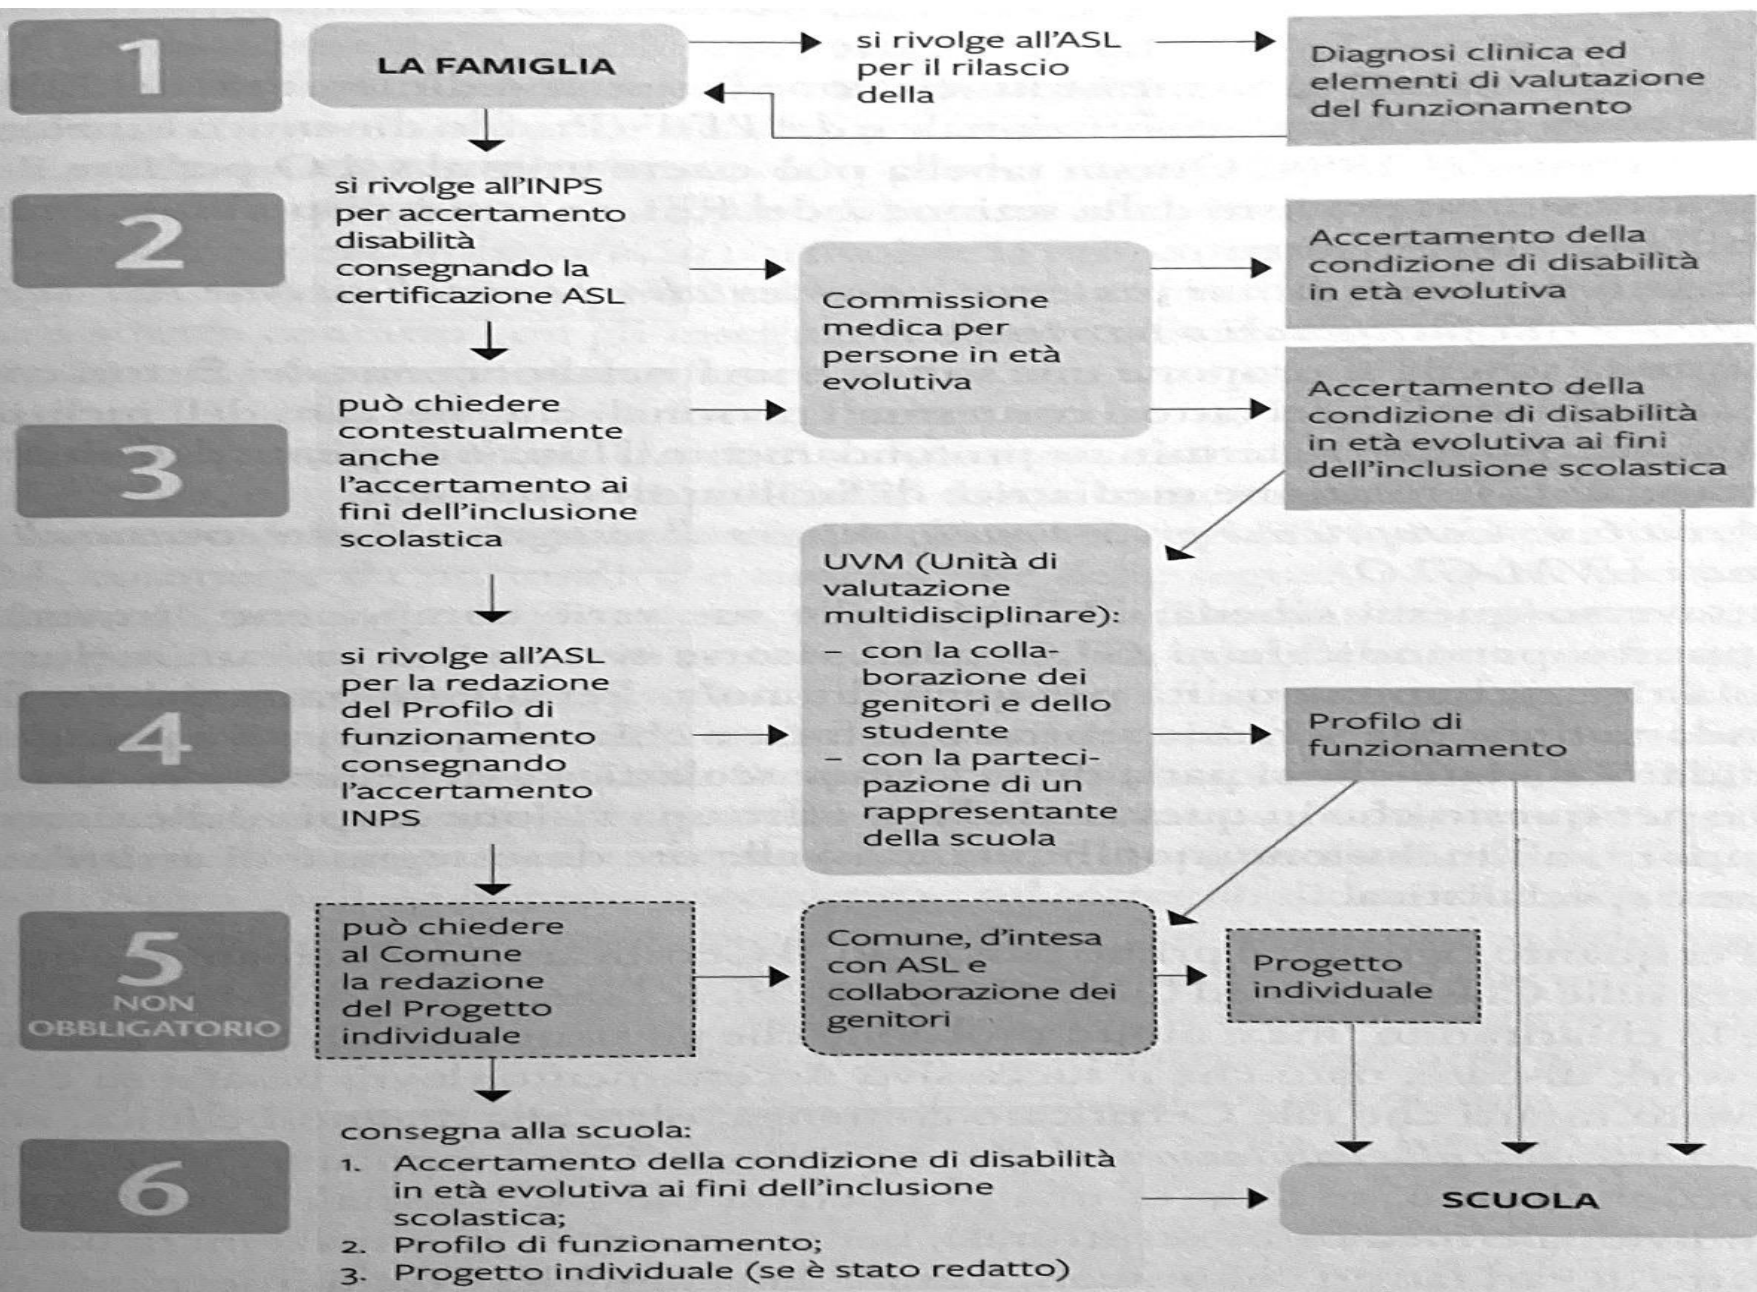 1
LA FAMIGLIA
si rivolge all'ASL
per il rilascio
della
Diagnosi clinica ed
elementi di valutazione
del funzionamento
2
si rivolge all'INPS
per accertamento
disabilità
consegnando la
certificazione ASL
Commissione
medica per
persone in età
evolutiva
Accertamento della
condizione di disabilità
in età evolutiva
3
può chiedere
contestualmente
anche
l'accertamento ai
fini dell'inclusione
scolastica
Accertamento della
condizione di disabilità
in età evolutiva ai fini
dell'inclusione scolastica
4
si rivolge all'ASL
per la redazione
del Profilo di
funzionamento
consegnando
l'accertamento
INPS
UVM (Unità di
valutazione
multidisciplinare):
– con la colla-
borazione dei
genitori e dello
studente
– con la parteci-
pazione di un
rappresentante
della scuola
Profilo di
funzionamento
5
NON
OBBLIGATORIO
può chiedere
al Comune
la redazione
del Progetto
individuale
Comune, d'intesa
con ASL e
collaborazione dei
genitori
Progetto
individuale
6
consegna alla scuola:
1. Accertamento della condizione di disabilità
in età evolutiva ai fini dell'inclusione
scolastica;
2. Profilo di funzionamento;
3. Progetto individuale (se è stato redatto)
SCUOLA